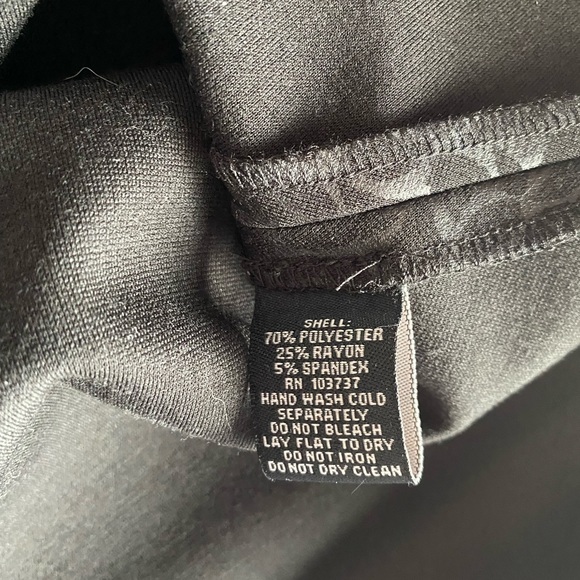 SHELL:
70% POLYESTER
25% RAYON
5% SPANDEX
RN 103737
HAND WASH COLD
SEPARATELY
DO NOT BLEACH
LAY FLAT TO DRY
DO NOT IRON
DO NOT DRY CLEAN